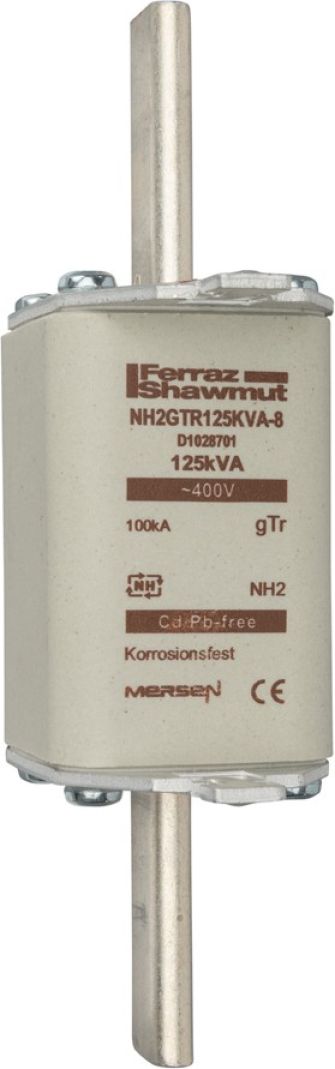 Ferraz
Shawmut
NH2GTR125KVA-8
D1028701
125kVA
~400V
100kA gTr
NH NH2
Cd/Pb-free
Korrosionsfest
MERSEN CE